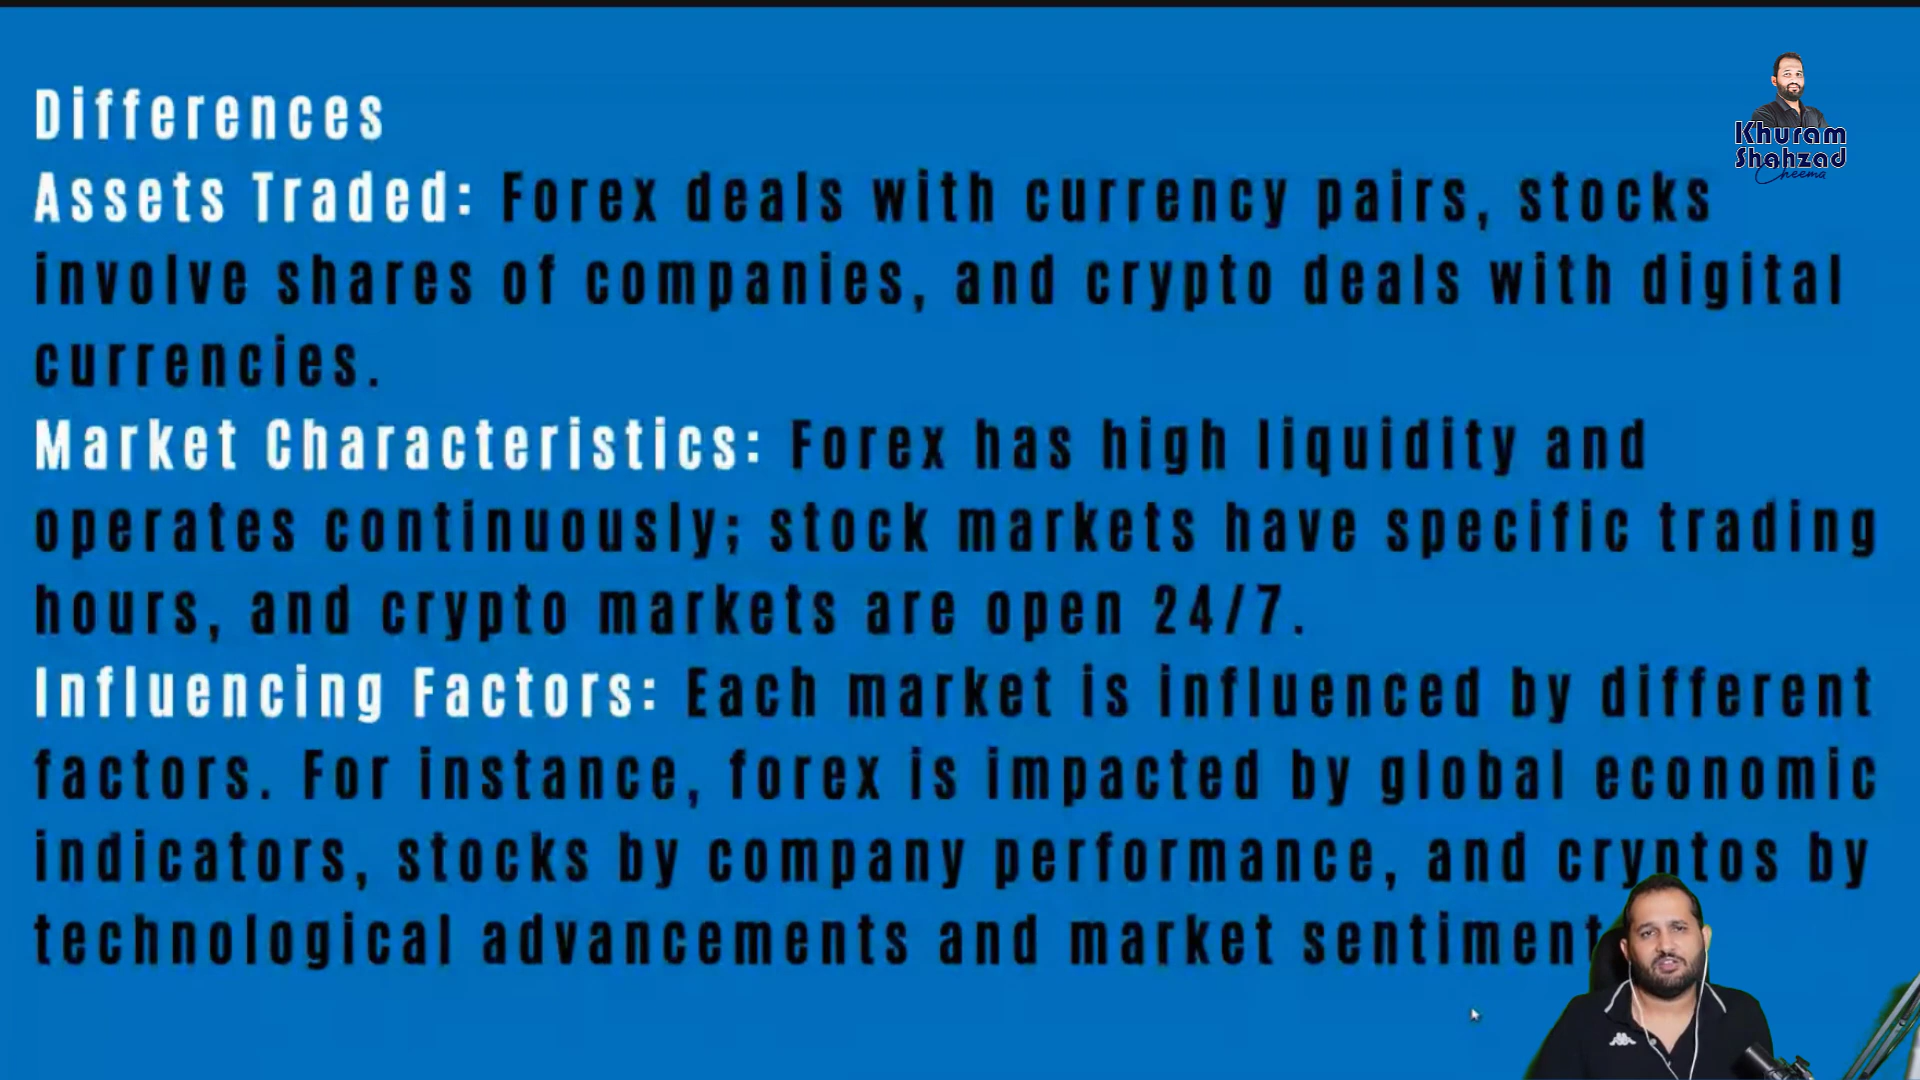 Differences
Assets Traded: Forex deals with currency pairs, stocks
involve shares of companies, and crypto deals with digital
currencies.
Market Characteristics: Forex has high liquidity and
operates continuously; stock markets have specific trading
hours, and crypto markets are open 24/7.
Influencing Factors: Each market is influenced by different
factors. For instance, forex is impacted by global economic
indicators, stocks by company performance, and cryptos by
technological advancements and market sentiment
Khuram
Shahzad
Cheema